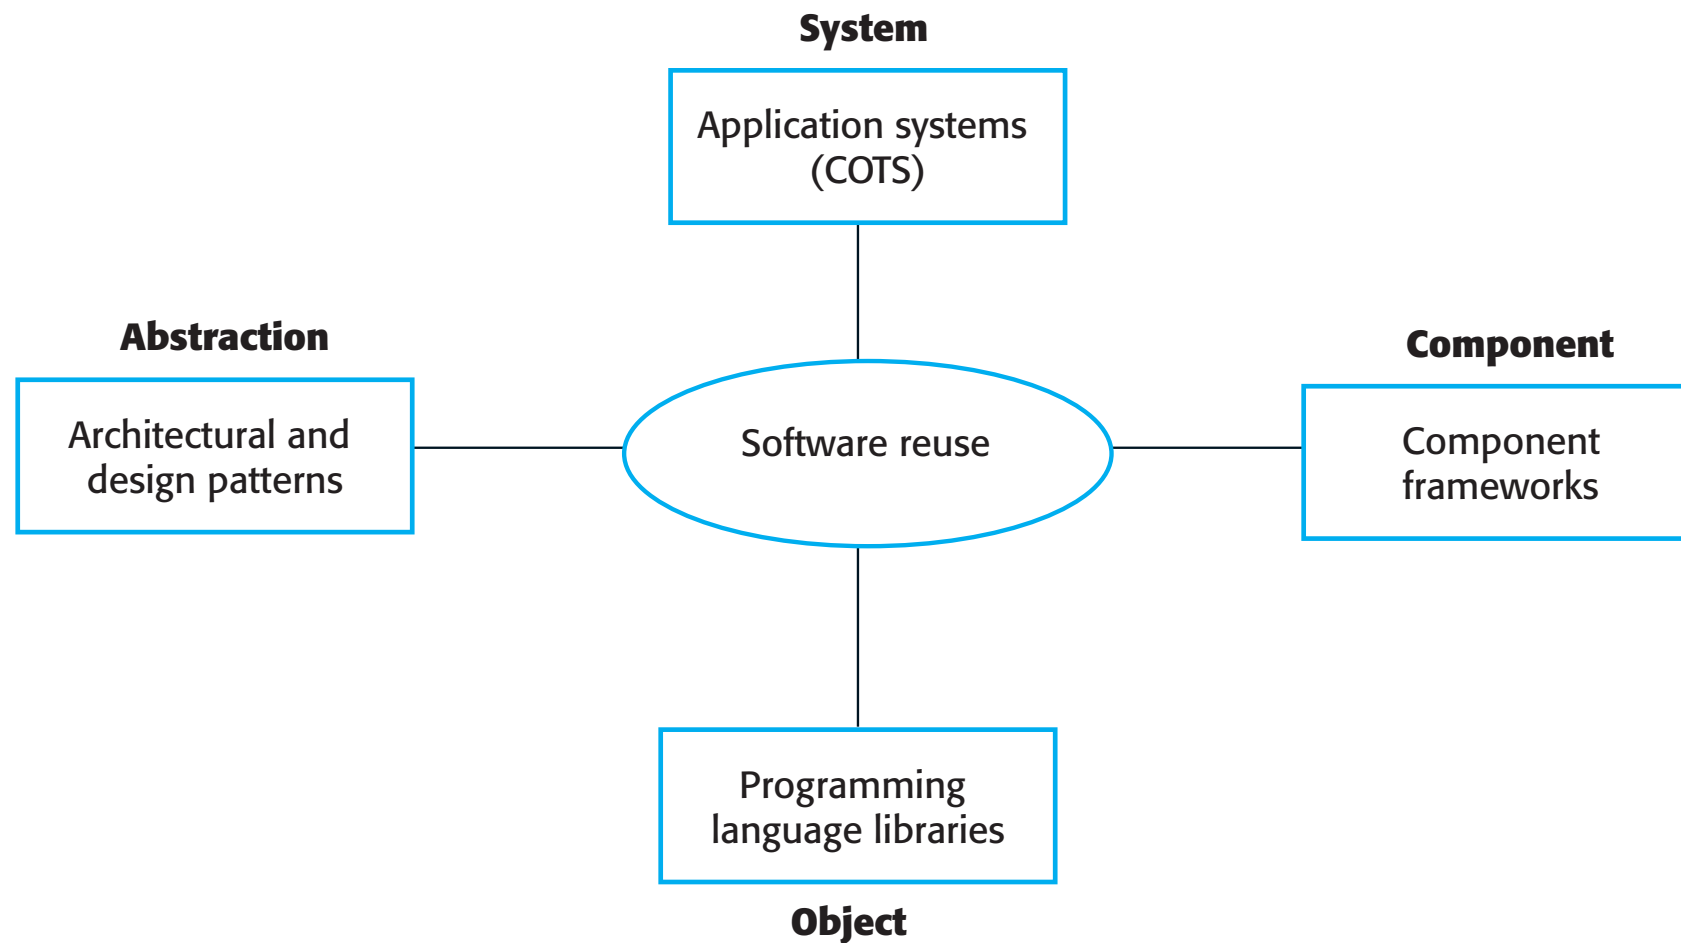 System
Application systems
(COTS)
Abstraction
Architectural and
design patterns
Software reuse
Component
Component
frameworks
Programming
language libraries
Object